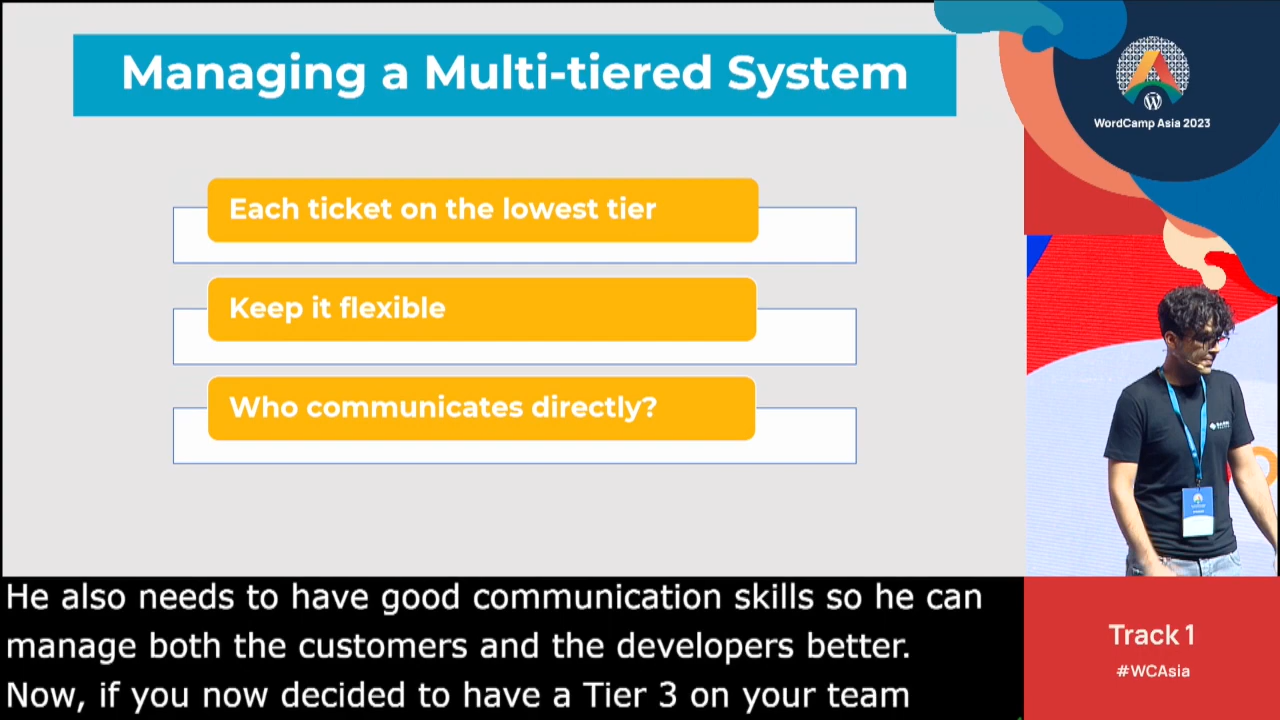 Managing a Multi-tiered System
Each ticket on the lowest tier
Keep it flexible
Who communicates directly?
He also needs to have good communication skills so he can
manage both the customers and the developers better.
Now, if you now decided to have a Tier 3 on your team
WordCamp Asia 2023
Track 1
#WCAsia